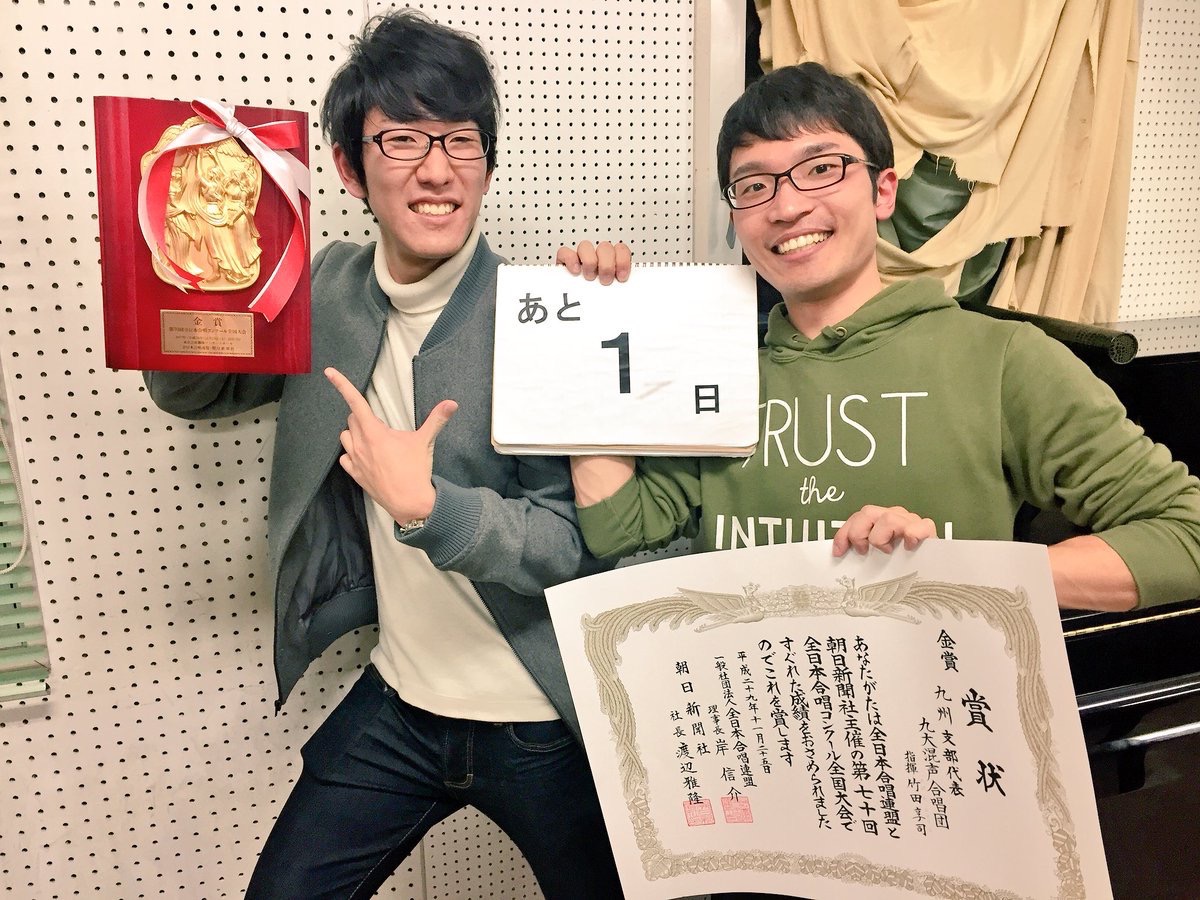 金賞
あと
1
日
TRUST
the
賞状
金賞 九州支部代表
九大混声合唱団
指揮 竹田享司
あなたがたは全日本合唱連盟と
朝日新聞社主催の第七十回
全日本合唱コンクール全国大会で
すぐれた成績をおさめられました
のでこれを賞します
平成二十九年十一月二十五日
一般社団法人全日本合唱連盟
理事長 岸 信介
朝日新聞社
社長 渡辺雅隆